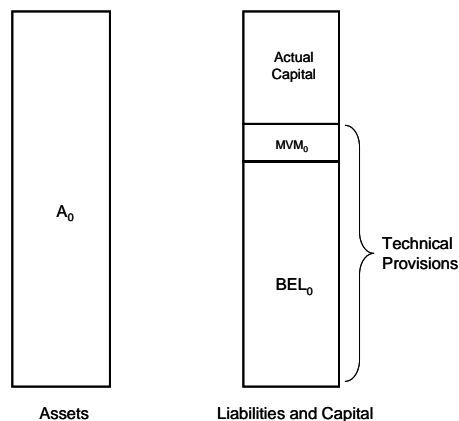 Actual
Capital
MVM₀
A₀
Technical
Provisions
BEL₀
Assets
Liabilities and Capital